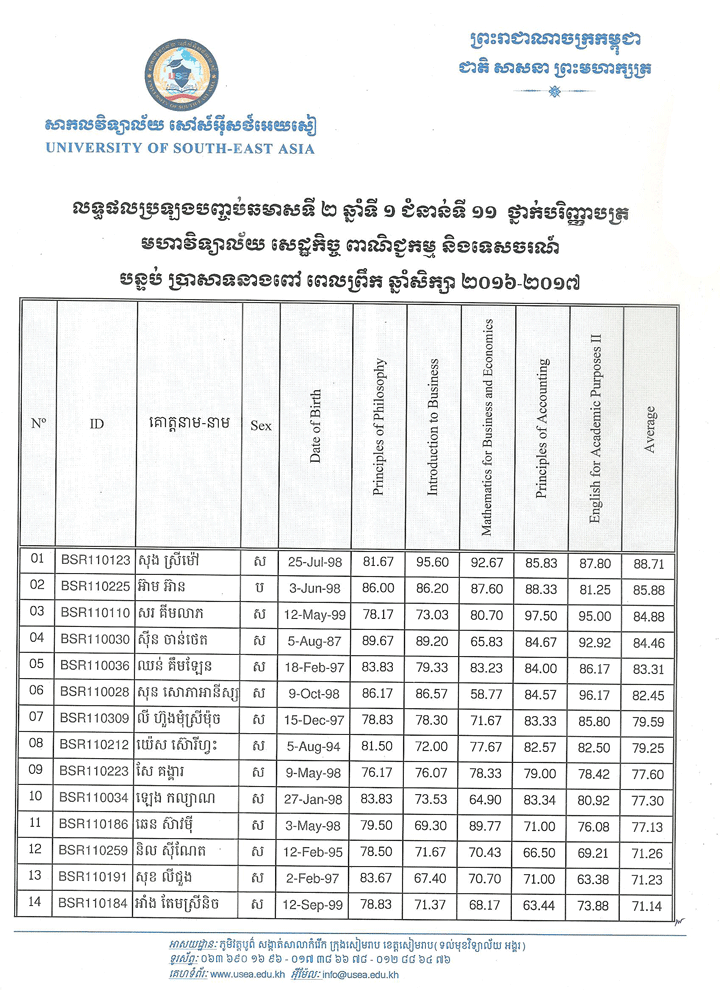 ព្រះរាជាណាចក្រកម្ពុជា
ជាតិ សាសនា ព្រះមហាក្សត្រ
USEA
សាកលវិទ្យាល័យ សៅស៍អ៊ីសថ៍អេយសៀ
UNIVERSITY OF SOUTH-EAST ASIA
លទ្ធផលប្រឡងបញ្ចប់ឆមាសទី ២ ឆ្នាំទី ១ ជំនាន់ទី ១១ ថ្នាក់បរិញ្ញាបត្រ
មហាវិទ្យាល័យ សេដ្ឋកិច្ច ពាណិជ្ជកម្ម និងទេសចរណ៍
បន្ទប់ ប្រាសាទនាងពៅ ពេលព្រឹក ឆ្នាំសិក្សា ២០១៦-២០១៧
Nº ID គោត្តនាម-នាម Sex Date of Birth Principles of Philosophy Introduction to Business Mathematics for Business and Economics Principles of Accounting English for Academic Purposes II Average
01 BSR110123 សុង ស្រីម៉ៅ ស 25-Jul-98 81.67 95.60 92.67 85.83 87.80 88.71
02 BSR110225 អ៊ាម អ៊ាន ប 3-Jun-98 86.00 86.20 87.60 88.33 81.25 85.88
03 BSR110110 សរ គីមលាភ ស 12-May-99 78.17 73.03 80.70 97.50 95.00 84.88
04 BSR110030 ស៊ីន ចាន់ថេត ស 5-Aug-87 89.67 89.20 65.83 84.67 92.92 84.46
05 BSR110036 ឈន់ គឹមឡែន ស 18-Feb-97 83.83 79.33 83.23 84.00 86.17 83.31
06 BSR110028 សុន សោភាអានីស្ស ស 9-Oct-98 86.17 86.57 58.77 84.57 96.17 82.45
07 BSR110309 លី ហ៊ួងមុំស្រីម៉ុច ស 15-Dec-97 78.83 78.30 71.67 83.33 85.80 79.59
08 BSR110212 យ៉េស ស៊ោរីហ្វះ ស 5-Aug-94 81.50 72.00 77.67 82.57 82.50 79.25
09 BSR110223 សែ គង្គារ ស 9-May-98 76.17 76.07 78.33 79.00 78.42 77.60
10 BSR110034 ឡេង កល្យាណ ស 27-Jan-98 83.83 73.53 64.90 83.34 80.92 77.30
11 BSR110186 ឆេន ស៊ាវម៉ី ស 3-May-98 79.50 69.30 89.77 71.00 76.08 77.13
12 BSR110259 និល ស៊ីណែត ស 12-Feb-95 78.50 71.67 70.43 66.50 69.21 71.26
13 BSR110191 សុខ លីជួង ស 2-Feb-97 83.67 67.40 70.70 71.00 63.38 71.23
14 BSR110184 អាំង តែមស្រីនិច ស 12-Sep-99 78.83 71.37 68.17 63.44 73.88 71.14
អាសយដ្ឋាន: ភូមិវត្តបូព៌ សង្កាត់សាលាកំរើក ក្រុងសៀមរាប ខេត្តសៀមរាប( ទល់មុខវិទ្យាល័យ អង្គរ )
ទូរស័ព្ទ: ០៦៣ ៦៩០ ១៦ ៩៦ - ០១៧ ៣៨ ៦៦ ៧៨ - ០១២ ៨៨ ៦៤ ៧៦
គេហទំព័រ: www.usea.edu.kh អ៊ីម៉ែល: info@usea.edu.kh